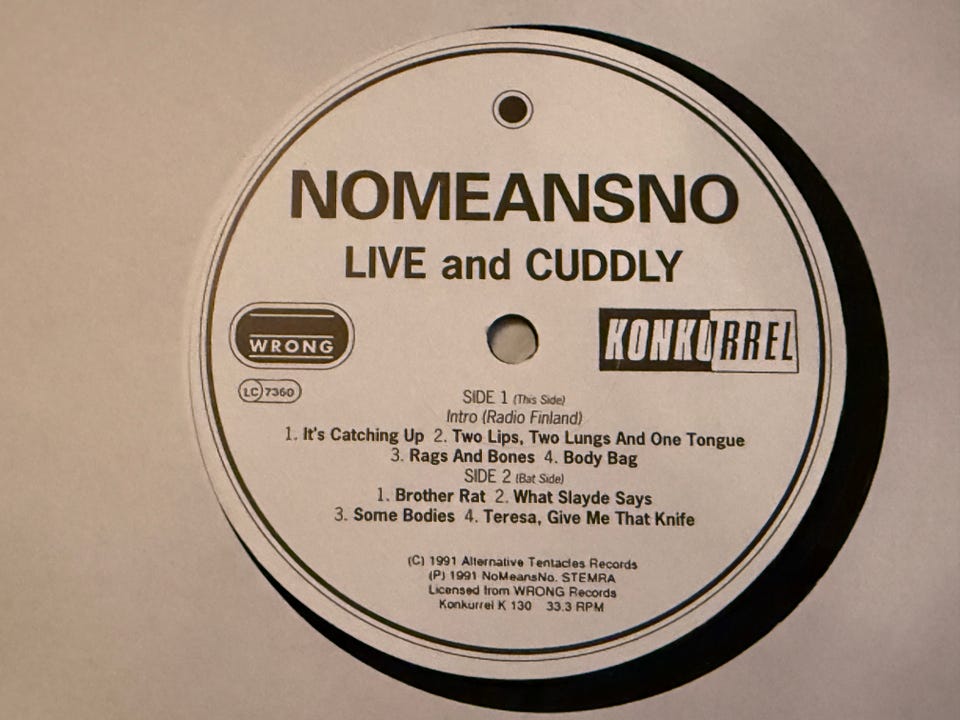 NOMEANSNO
LIVE and CUDDLY
WRONG
KONKURREL
LC 7360
SIDE 1 (This Side)
Intro (Radio Finland)
1. It's Catching Up 2. Two Lips, Two Lungs And One Tongue
3. Rags And Bones 4. Body Bag
SIDE 2 (Bat Side)
1. Brother Rat 2. What Slayde Says
3. Some Bodies 4. Teresa, Give Me That Knife
(C) 1991 Alternative Tentacles Records
(P) 1991 NoMeansNo. STEMRA
Licensed from WRONG Records
Konkurrel K 130 33.3 RPM